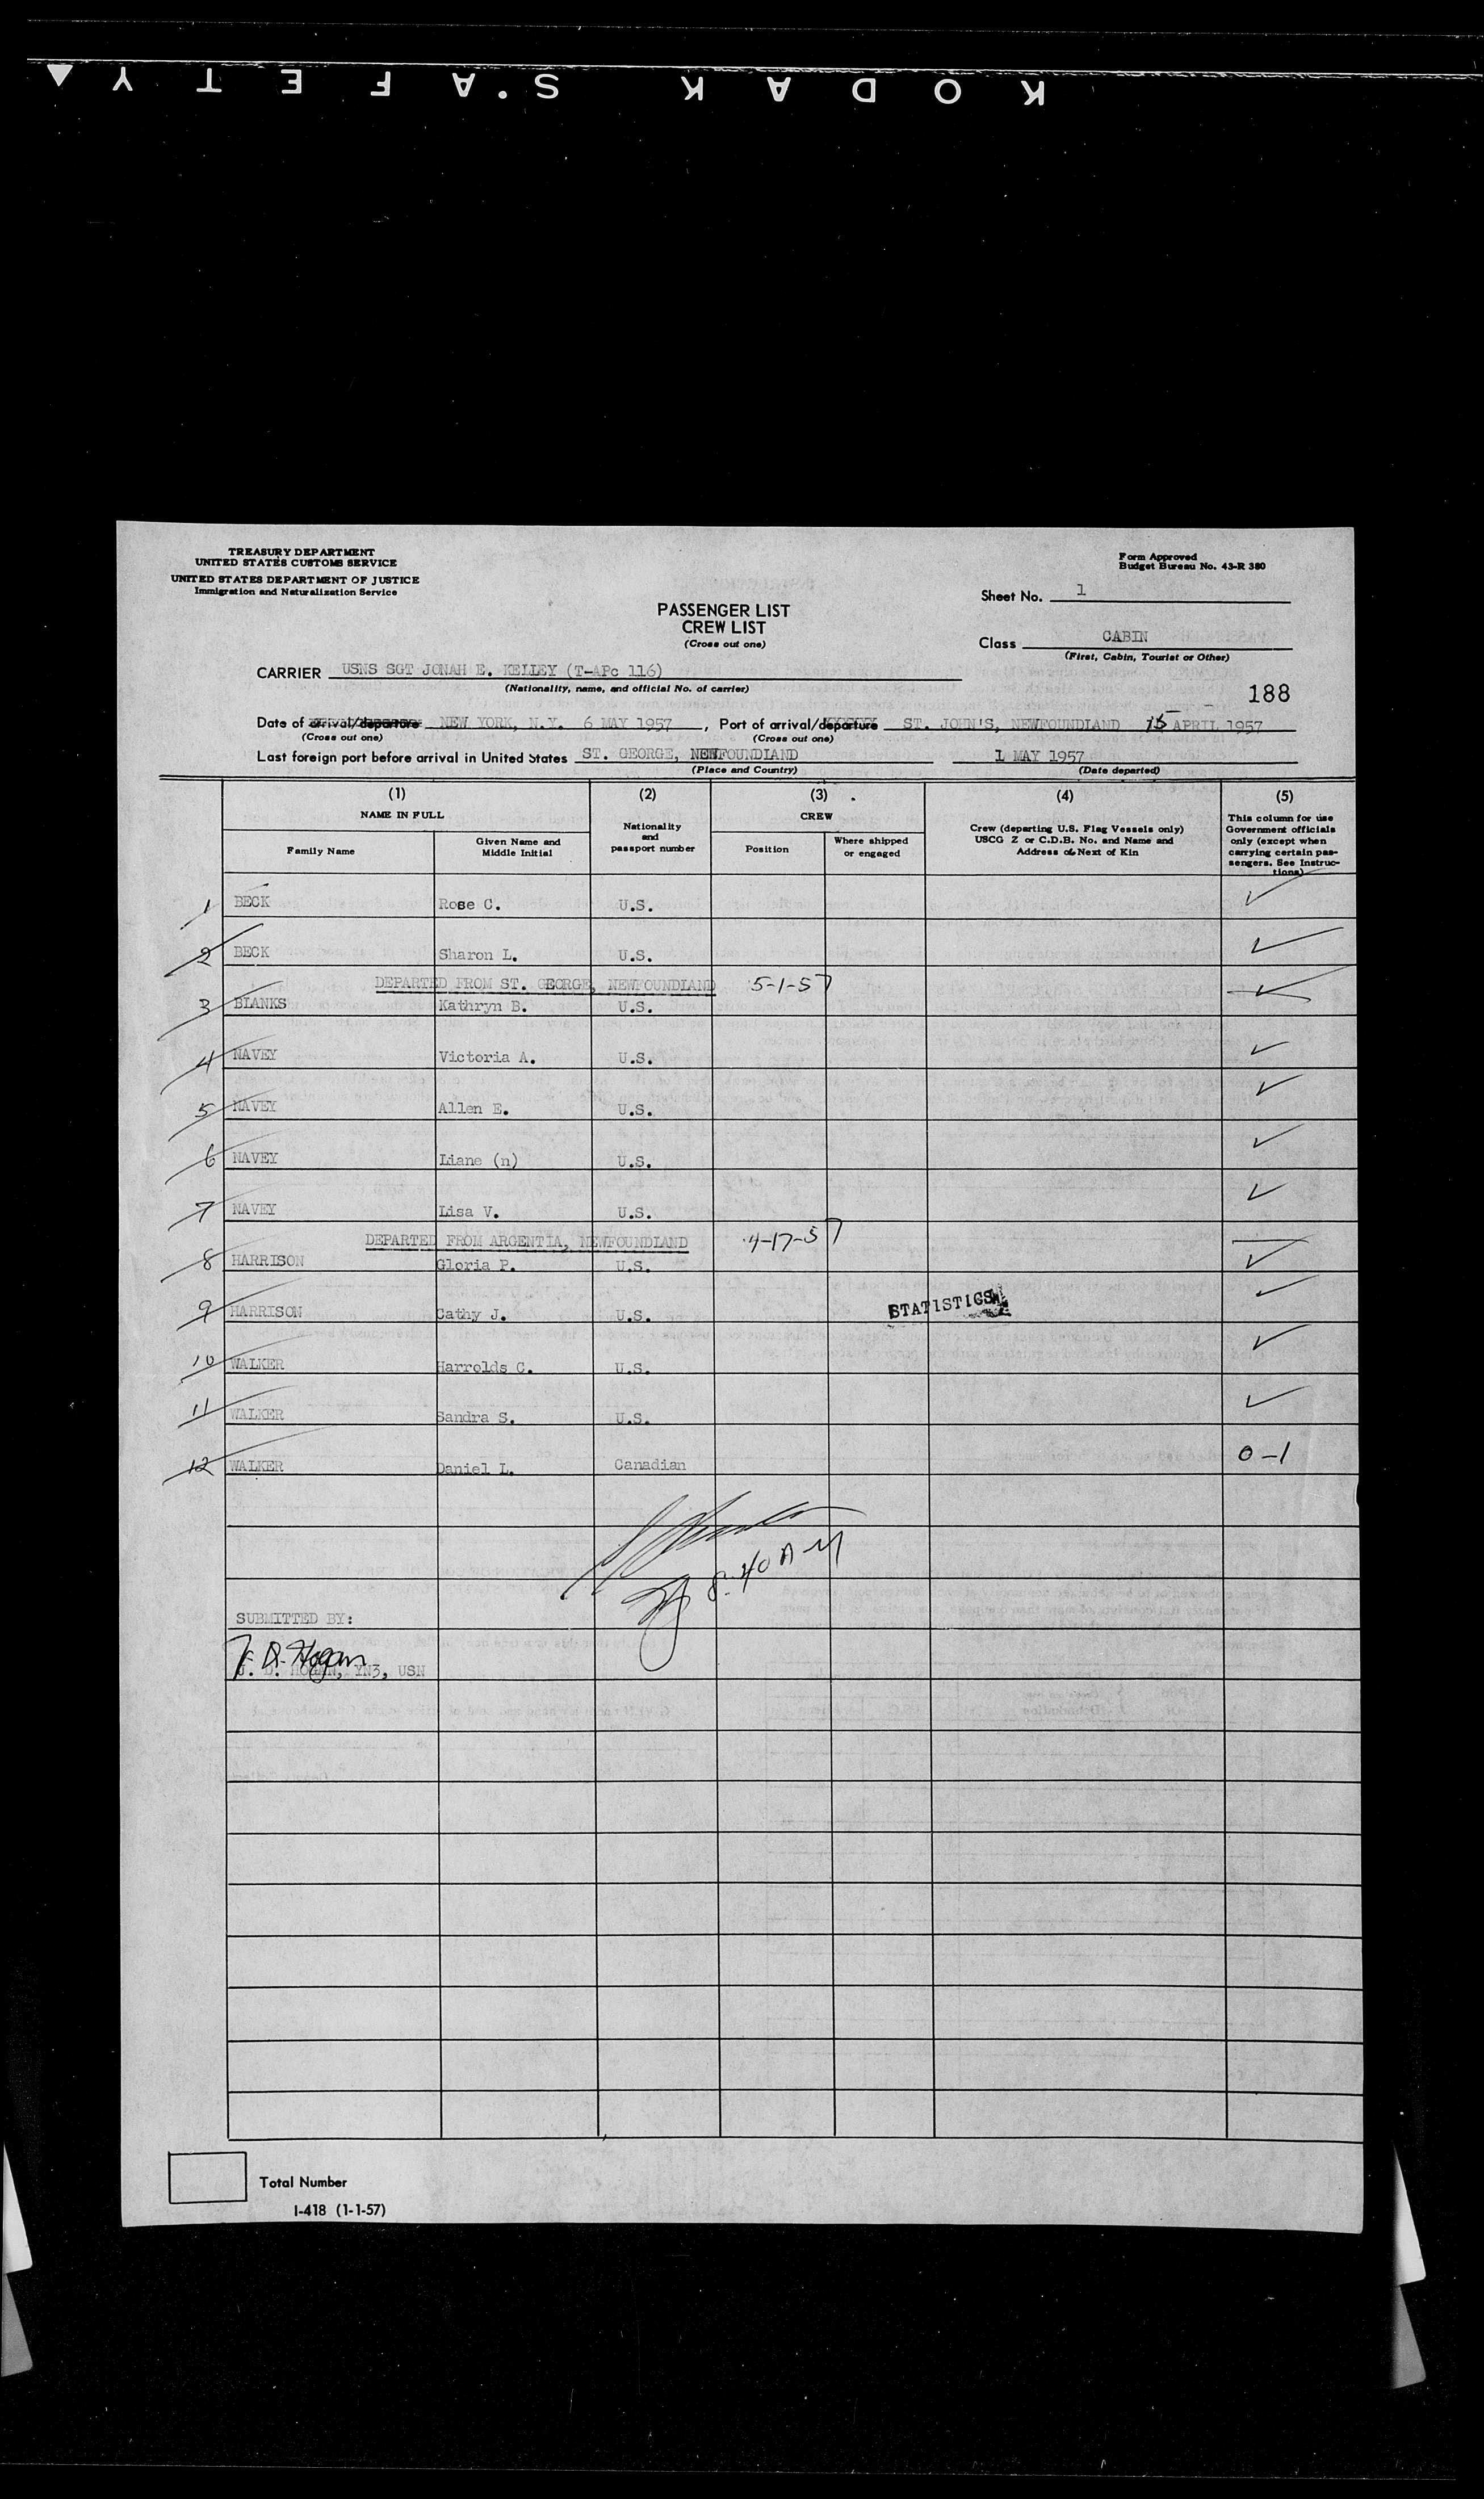 KODAK S.AFETY
TREASURY DEPARTMENT
UNITED STATES CUSTOMS SERVICE
UNITED STATES DEPARTMENT OF JUSTICE
Immigration and Naturalization Service
Form Approved
Budget Bureau No. 43-R 380
Sheet No. 1
PASSENGER LIST
CREW LIST
(Cross out one)
Class CABIN
(First, Cabin, Tourist or Other)
CARRIER USNS SGT JONAH E. KELLEY (T-APc 116)
(Nationality, name, and official No. of carrier)
188
Date of arrival/departure NEW YORK, N.Y. 6 MAY 1957, Port of arrival/departure ST. JOHN'S, NEWFOUNDLAND 15 APRIL 1957
(Cross out one) (Cross out one)
Last foreign port before arrival in United States ST. GEORGE, NEWFOUNDLAND 1 MAY 1957
(Place and Country) (Date departed)
(1) (2) (3) (4) (5)
NAME IN FULL
Family Name
Given Name and
Middle Initial
Nationality
and
passport number
CREW
Position
Where shipped
or engaged
Crew (departing U.S. Flag Vessels only)
USCG Z or C.D.B. No. and Name and
Address of Next of Kin
This column for use
Government officials
only (except when
carrying certain pas-
sengers. See Instruc-
tions)
1 BECK Rose C. U.S.
2 BECK Sharon L. U.S.
DEPARTED FROM ST. GEORGE, NEWFOUNDLAND 5-1-57
3 BLANKS Kathryn B. U.S.
4 NAVEY Victoria A. U.S.
5 NAVEY Allen E. U.S.
6 NAVEY Liane (n) U.S.
7 NAVEY Lisa V. U.S.
DEPARTED FROM ARGENTIA, NEWFOUNDLAND 4-17-57
8 HARRISON Gloria P. U.S.
9 HARRISON Cathy J. U.S.
STATISTICS
10 WALKER Harrolds C. U.S.
11 WALKER Sandra S. U.S.
12 WALKER Daniel L. Canadian 0-1
8:40 AM
SUBMITTED BY:
J. D. Hogan
J. D. HOGAN, YN3, USN
Total Number
I-418 (1-1-57)